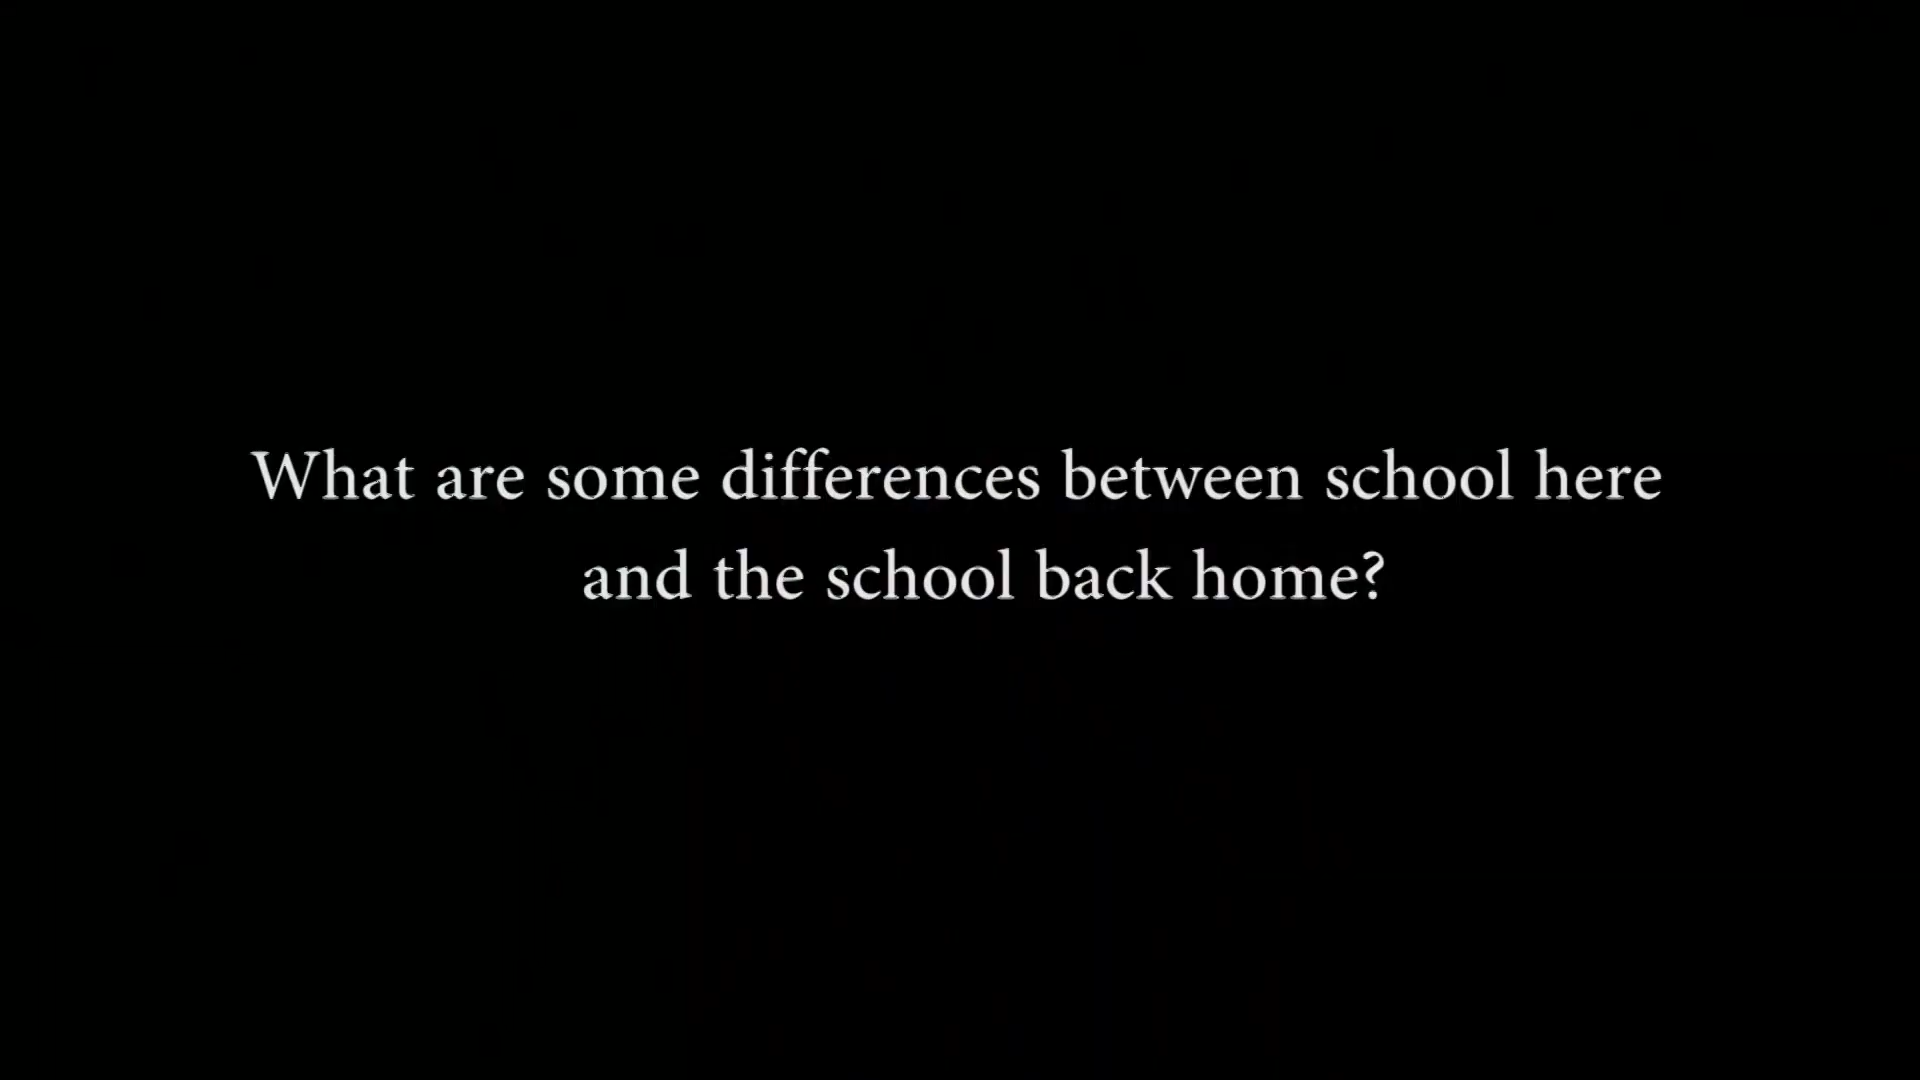 What are some differences between school here
and the school back home?